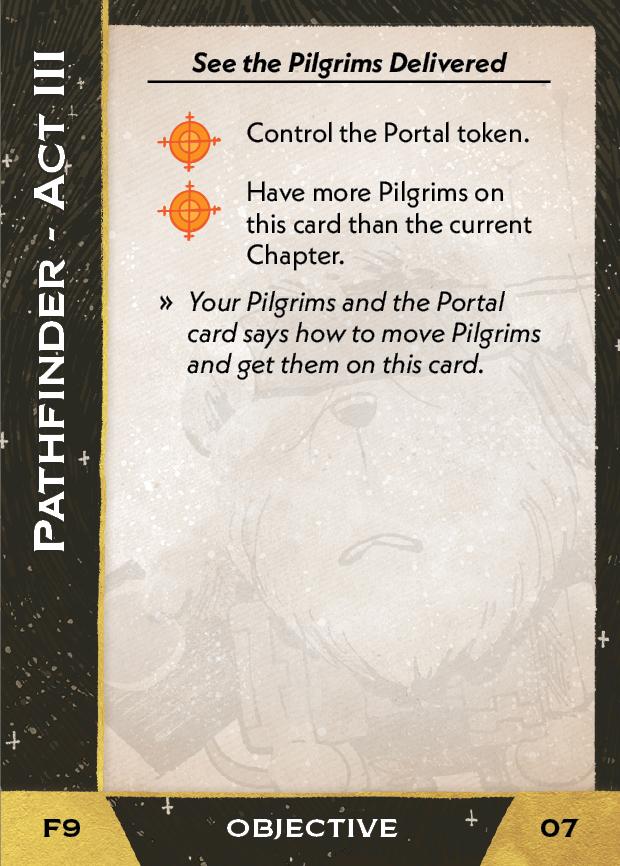 PATHFINDER - ACT III
See the Pilgrims Delivered
Control the Portal token.
Have more Pilgrims on
this card than the current
Chapter.
» Your Pilgrims and the Portal
card says how to move Pilgrims
and get them on this card.
F9
OBJECTIVE
07